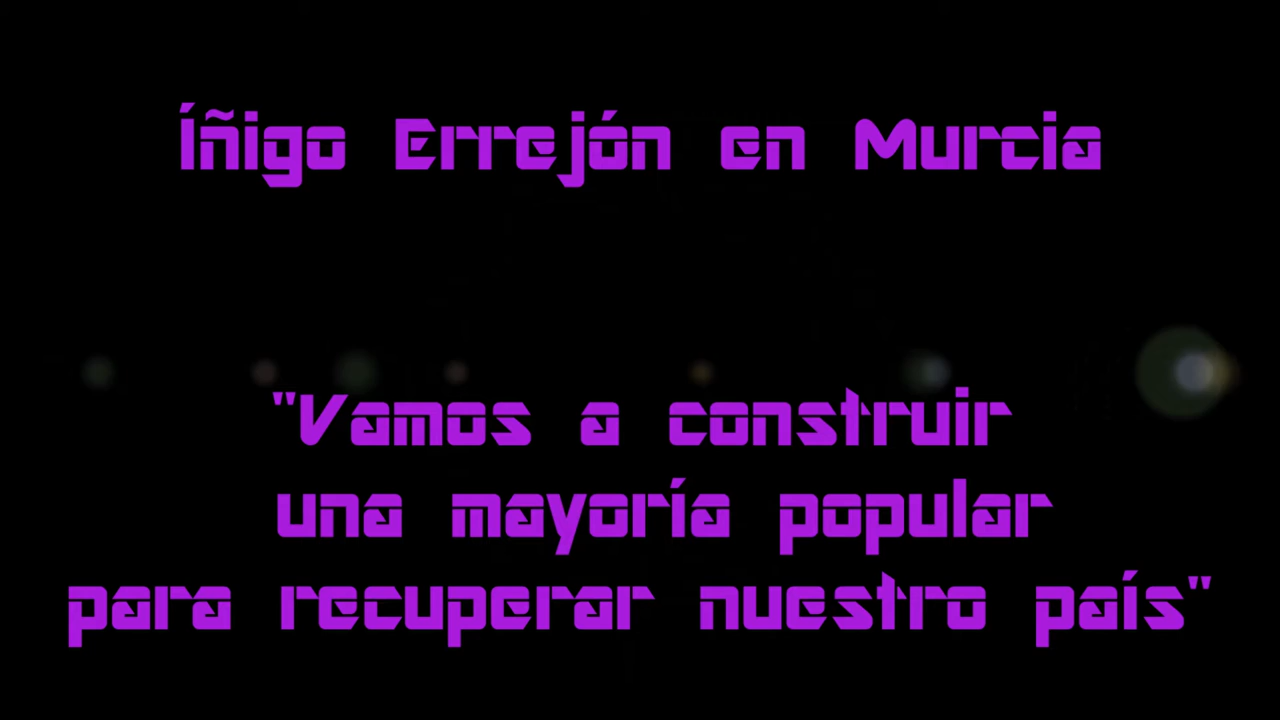 Íñigo Errejón en Murcia
"Vamos a construir
una mayoría popular
para recuperar nuestro país"